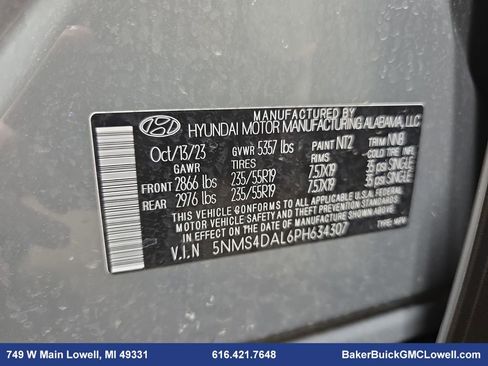 MANUFACTURED BY
HYUNDAI MOTOR MANUFACTURING ALABAMA, LLC
Oct/13/23 GVWR 5357 lbs PAINT NT2 TRIM NNB
GAWR TIRES RIMS COLD TIRE INFL
FRONT 2866 lbs 235/55R19 7.5JX19 35 psi SINGLE
REAR 2976 lbs 235/55R19 7.5JX19 35 psi SINGLE
THIS VEHICLE CONFORMS TO ALL APPLICABLE FEDERAL
MOTOR VEHICLE SAFETY AND THEFT PREVENTION STANDARDS
IN EFFECT ON THE DATE OF MANUFACTURE SHOWN ABOVE
V.I.N 5NMS4DAL6PH634307 TYPE: MPV
749 W Main Lowell, MI 49331 616.421.7648 BakerBuickGMCLowell.com